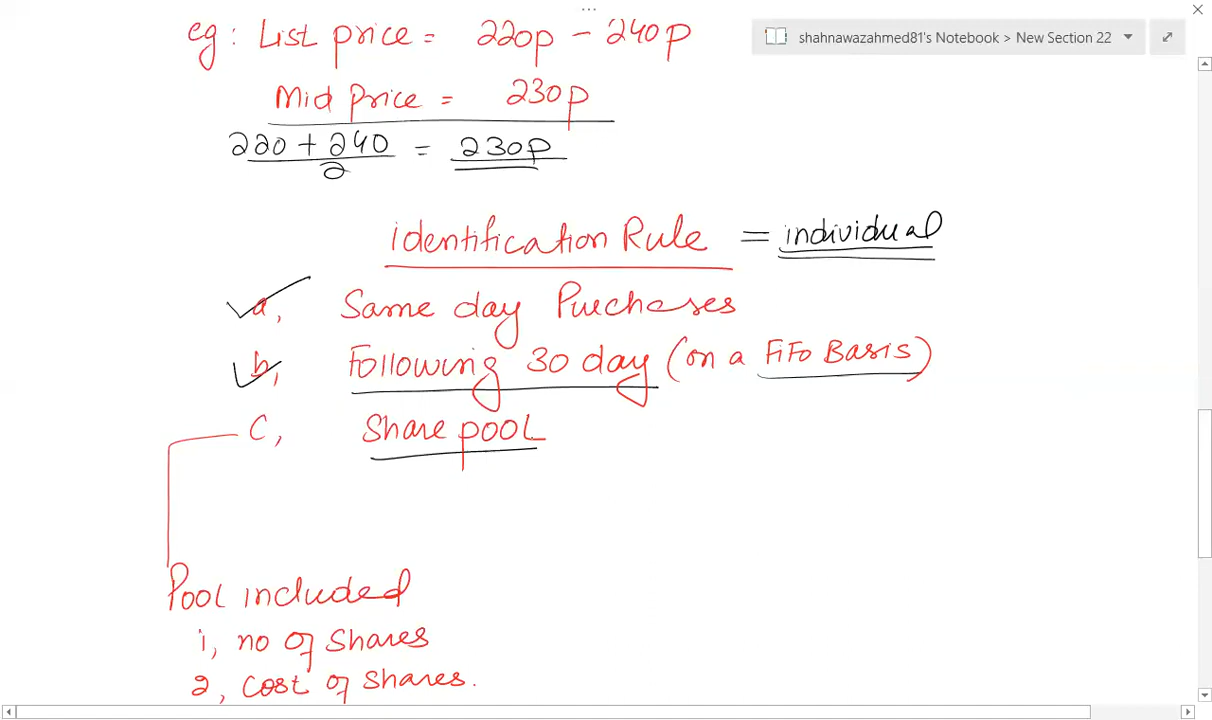 shahnawazahmed81's Notebook > New Section 22
eg: List price = 220p - 240p
Mid Price = 230p
220 + 240 = 230p
2
identification Rule = individual
a, Same day Purcheses
b, Following 30 day (on a FiFo Basis)
C, Share pooL
Pool included
i, no of Shares
2, Cost of Shares.